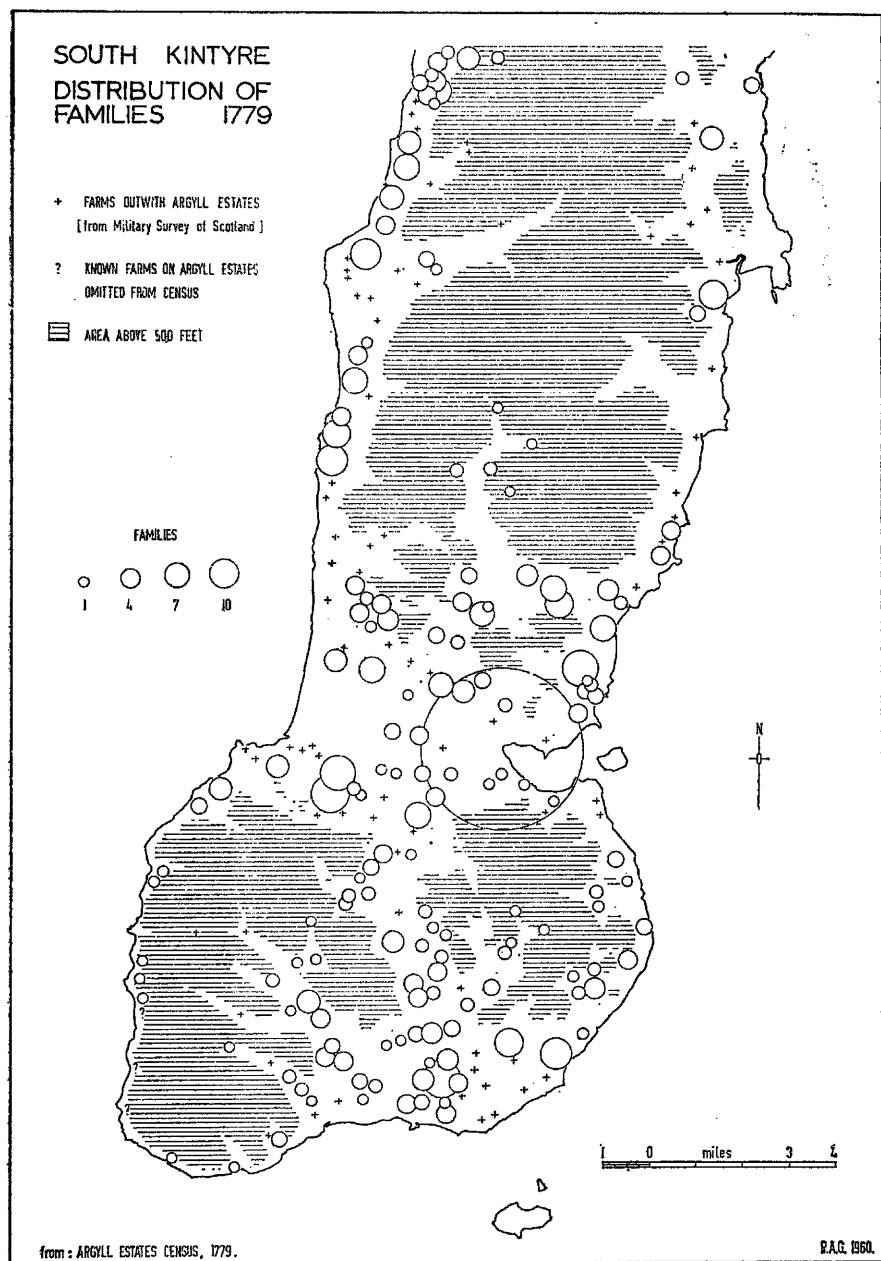 SOUTH KINTYRE
DISTRIBUTION OF
FAMILIES 1779
+ FARMS OUTWITH ARGYLL ESTATES
[from Military Survey of Scotland]
? KNOWN FARMS ON ARGYLL ESTATES
OMITTED FROM CENSUS
AREA ABOVE 500 FEET
FAMILIES
1 4 7 10
N
?
?
?
1 0 miles 3 4
from: ARGYLL ESTATES CENSUS, 1779.
R.A.G. 1960.